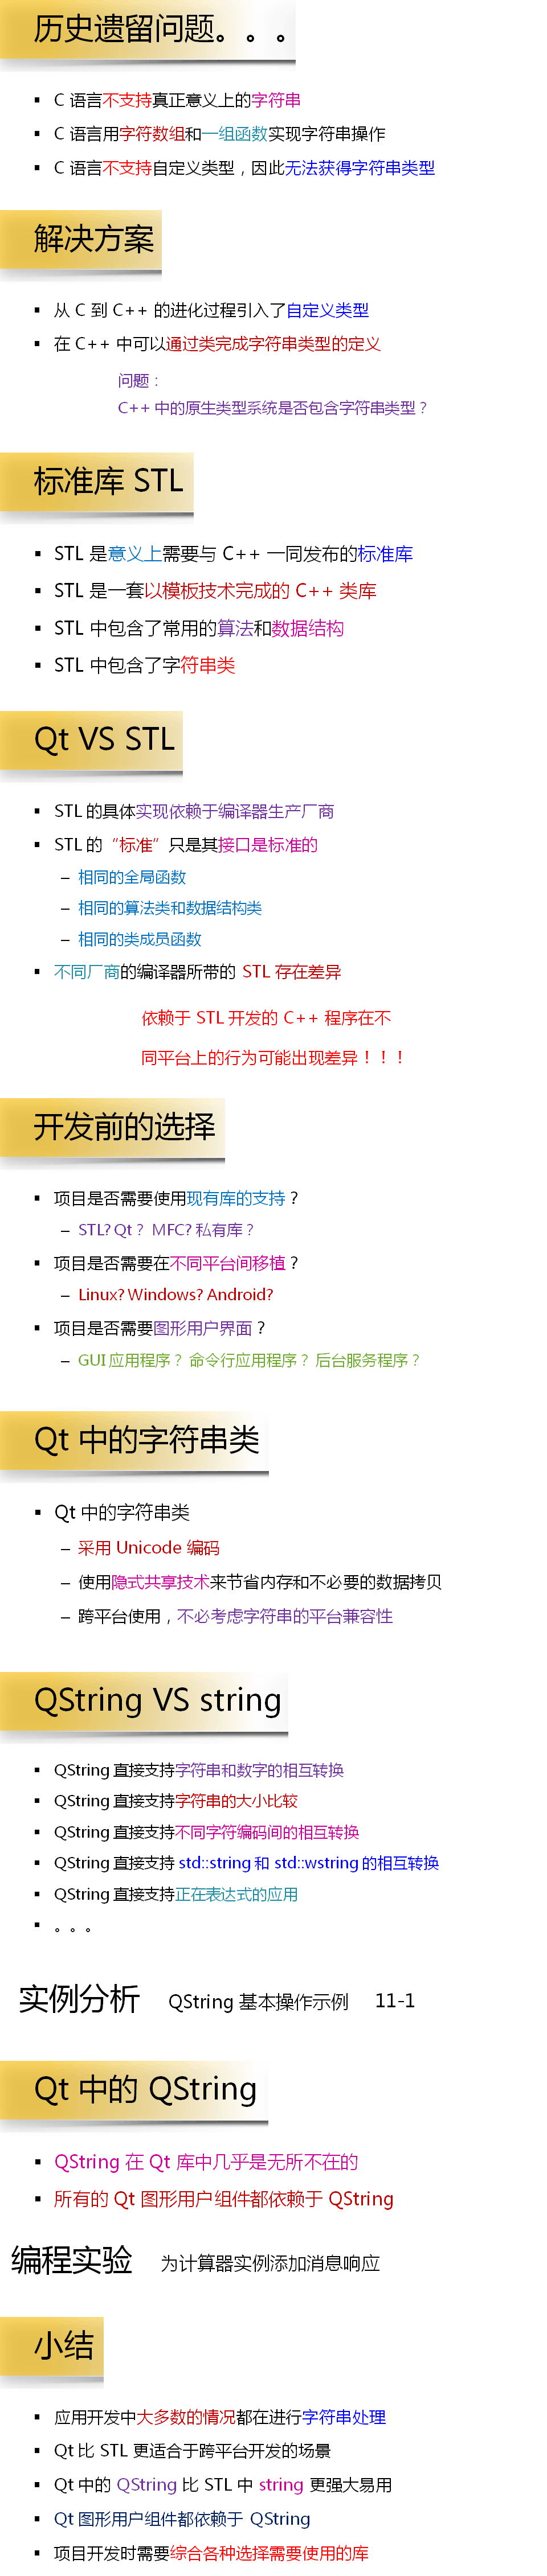 历史遗留问题。。。
▪ C 语言不支持真正意义上的字符串
▪ C 语言用字符数组和一组函数实现字符串操作
▪ C 语言不支持自定义类型，因此无法获得字符串类型
解决方案
▪ 从 C 到 C++ 的进化过程引入了自定义类型
▪ 在 C++ 中可以通过类完成字符串类型的定义
问题：
C++ 中的原生类型系统是否包含字符串类型？
标准库 STL
▪ STL 是意义上需要与 C++ 一同发布的标准库
▪ STL 是一套以模板技术完成的 C++ 类库
▪ STL 中包含了常用的算法和数据结构
▪ STL 中包含了字符串类
Qt VS STL
▪ STL 的具体实现依赖于编译器生产厂商
▪ STL 的“标准”只是其接口是标准的
– 相同的全局函数
– 相同的算法类和数据结构类
– 相同的类成员函数
▪ 不同厂商的编译器所带的 STL 存在差异
依赖于 STL 开发的 C++ 程序在不
同平台上的行为可能出现差异！！！
开发前的选择
▪ 项目是否需要使用现有库的支持？
– STL? Qt？ MFC? 私有库？
▪ 项目是否需要在不同平台间移植？
– Linux? Windows? Android?
▪ 项目是否需要图形用户界面？
– GUI 应用程序？ 命令行应用程序？ 后台服务程序？
Qt 中的字符串类
▪ Qt 中的字符串类
– 采用 Unicode 编码
– 使用隐式共享技术来节省内存和不必要的数据拷贝
– 跨平台使用，不必考虑字符串的平台兼容性
QString VS string
▪ QString 直接支持字符串和数字的相互转换
▪ QString 直接支持字符串的大小比较
▪ QString 直接支持不同字符编码间的相互转换
▪ QString 直接支持 std::string 和 std::wstring 的相互转换
▪ QString 直接支持正在表达式的应用
▪ 。。。
实例分析 QString 基本操作示例 11-1
Qt 中的 QString
▪ QString 在 Qt 库中几乎是无所不在的
▪ 所有的 Qt 图形用户组件都依赖于 QString
编程实验 为计算器实例添加消息响应
小结
▪ 应用开发中大多数的情况都在进行字符串处理
▪ Qt 比 STL 更适合于跨平台开发的场景
▪ Qt 中的 QString 比 STL 中 string 更强大易用
▪ Qt 图形用户组件都依赖于 QString
▪ 项目开发时需要综合各种选择需要使用的库